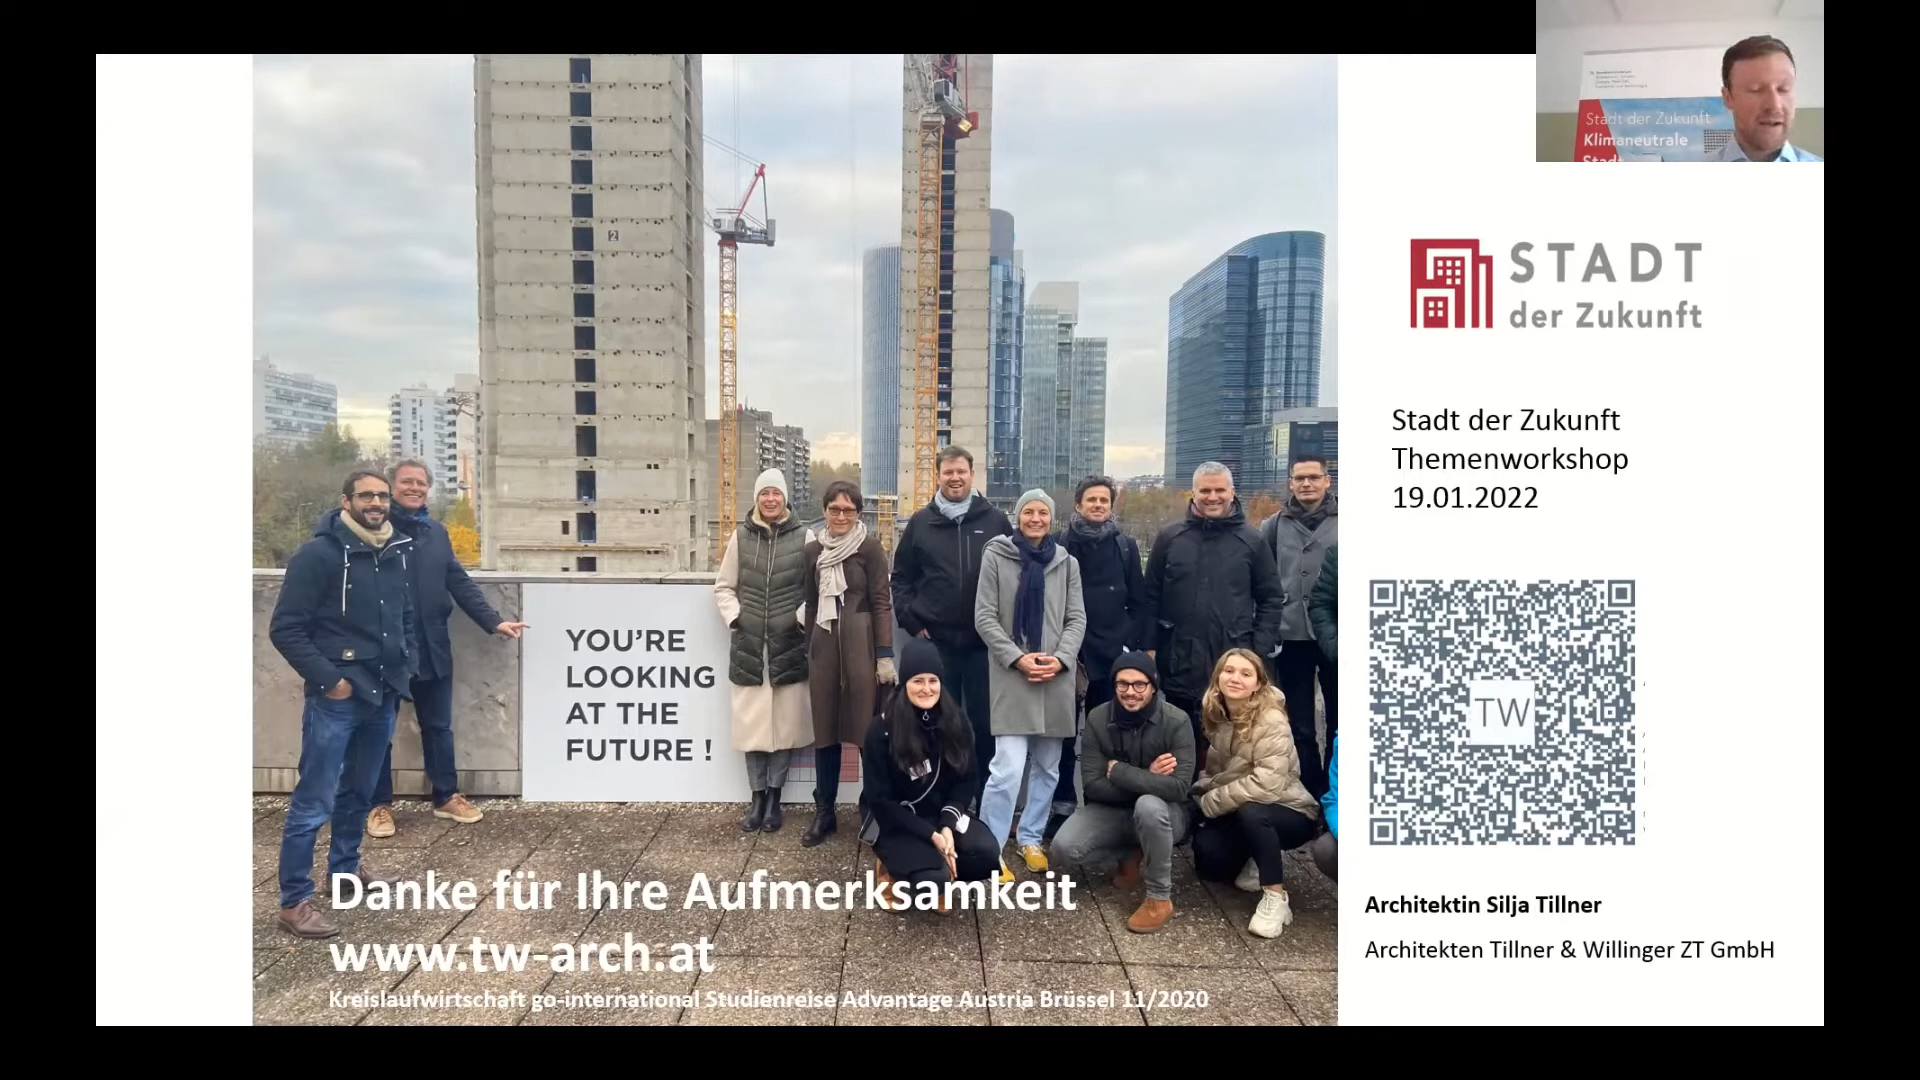 Stadt der Zukunft
Klimaneutrale
Stadt
STADT
der Zukunft
Stadt der Zukunft
Themenworkshop
19.01.2022
2
YOU'RE
LOOKING
AT THE
FUTURE !
TW
Danke für Ihre Aufmerksamkeit
www.tw-arch.at
Kreislaufwirtschaft go-international Studienreise Advantage Austria Brüssel 11/2020
Architektin Silja Tillner
Architekten Tillner & Willinger ZT GmbH